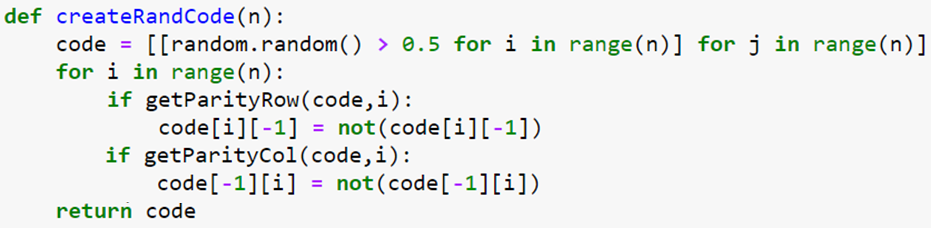 def createRandCode(n):
    code = [[random.random() > 0.5 for i in range(n)] for j in range(n)]
    for i in range(n):
        if getParityRow(code,i):
            code[i][-1] = not(code[i][-1])
        if getParityCol(code,i):
            code[-1][i] = not(code[-1][i])
    return code